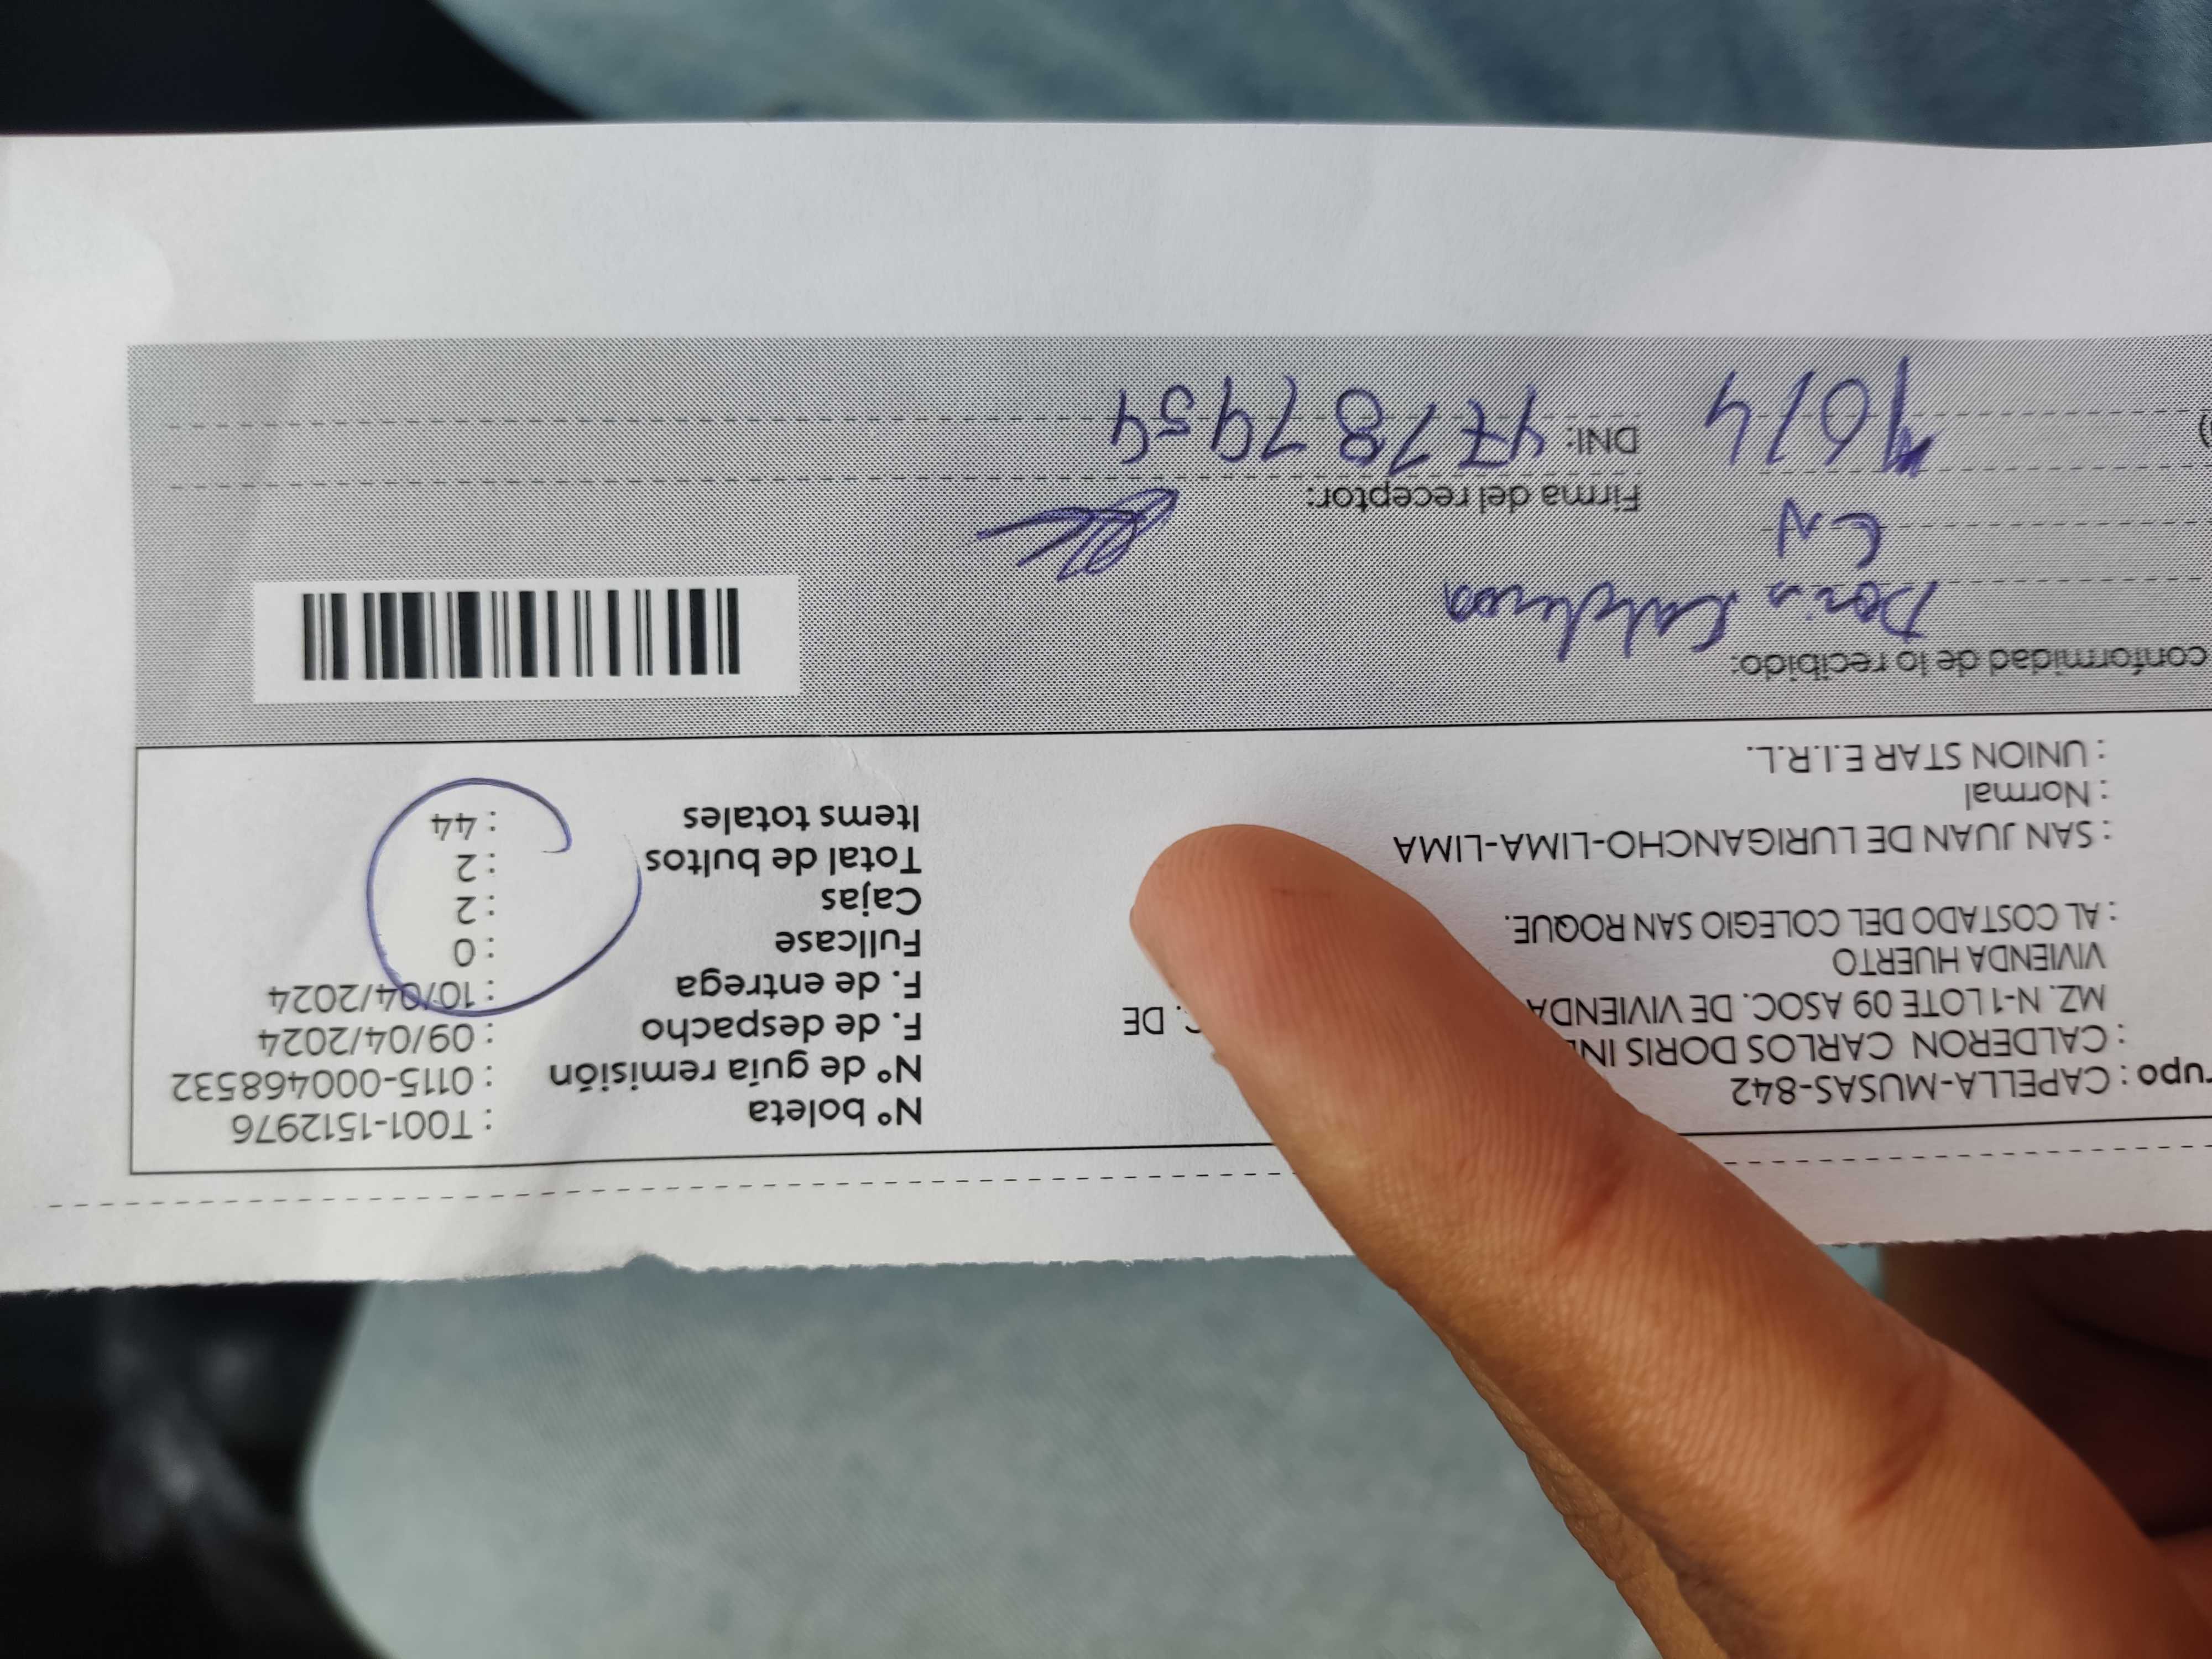 rupo : CAPELLA-MUSAS-842
: CALDERON CARLOS DORIS
MZ. N-1 LOTE 09 ASOC. DE VIVIENDA C. DE
VIVIENDA HUERTO
: AL COSTADO DEL COLEGIO SAN ROQUE.
: SAN JUAN DE LURIGANCHO-LIMA-LIMA
: Normal
: UNION STAR E.I.R.L.
N° boleta : T001-1512976
N° de guía remisión : 0115-000468532
F. de despacho : 09/04/2024
F. de entrega : 10/04/2024
Fullcase : 0
Cajas : 2
Total de bultos : 2
Items totales : 44
conformidad de lo recibido:
Doris Calderon
CN
Firma del receptor:
10/4
DNI: 47787954